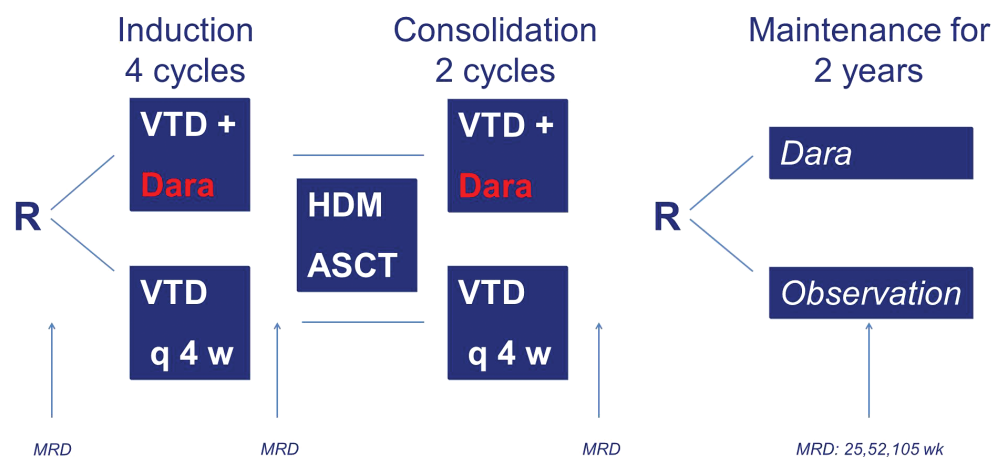 Induction
4 cycles
Consolidation
2 cycles
Maintenance for
2 years
R
VTD +
Dara
VTD
q 4 w
HDM
ASCT
VTD +
Dara
VTD
q 4 w
R
Dara
Observation
MRD
MRD
MRD
MRD: 25,52,105 wk